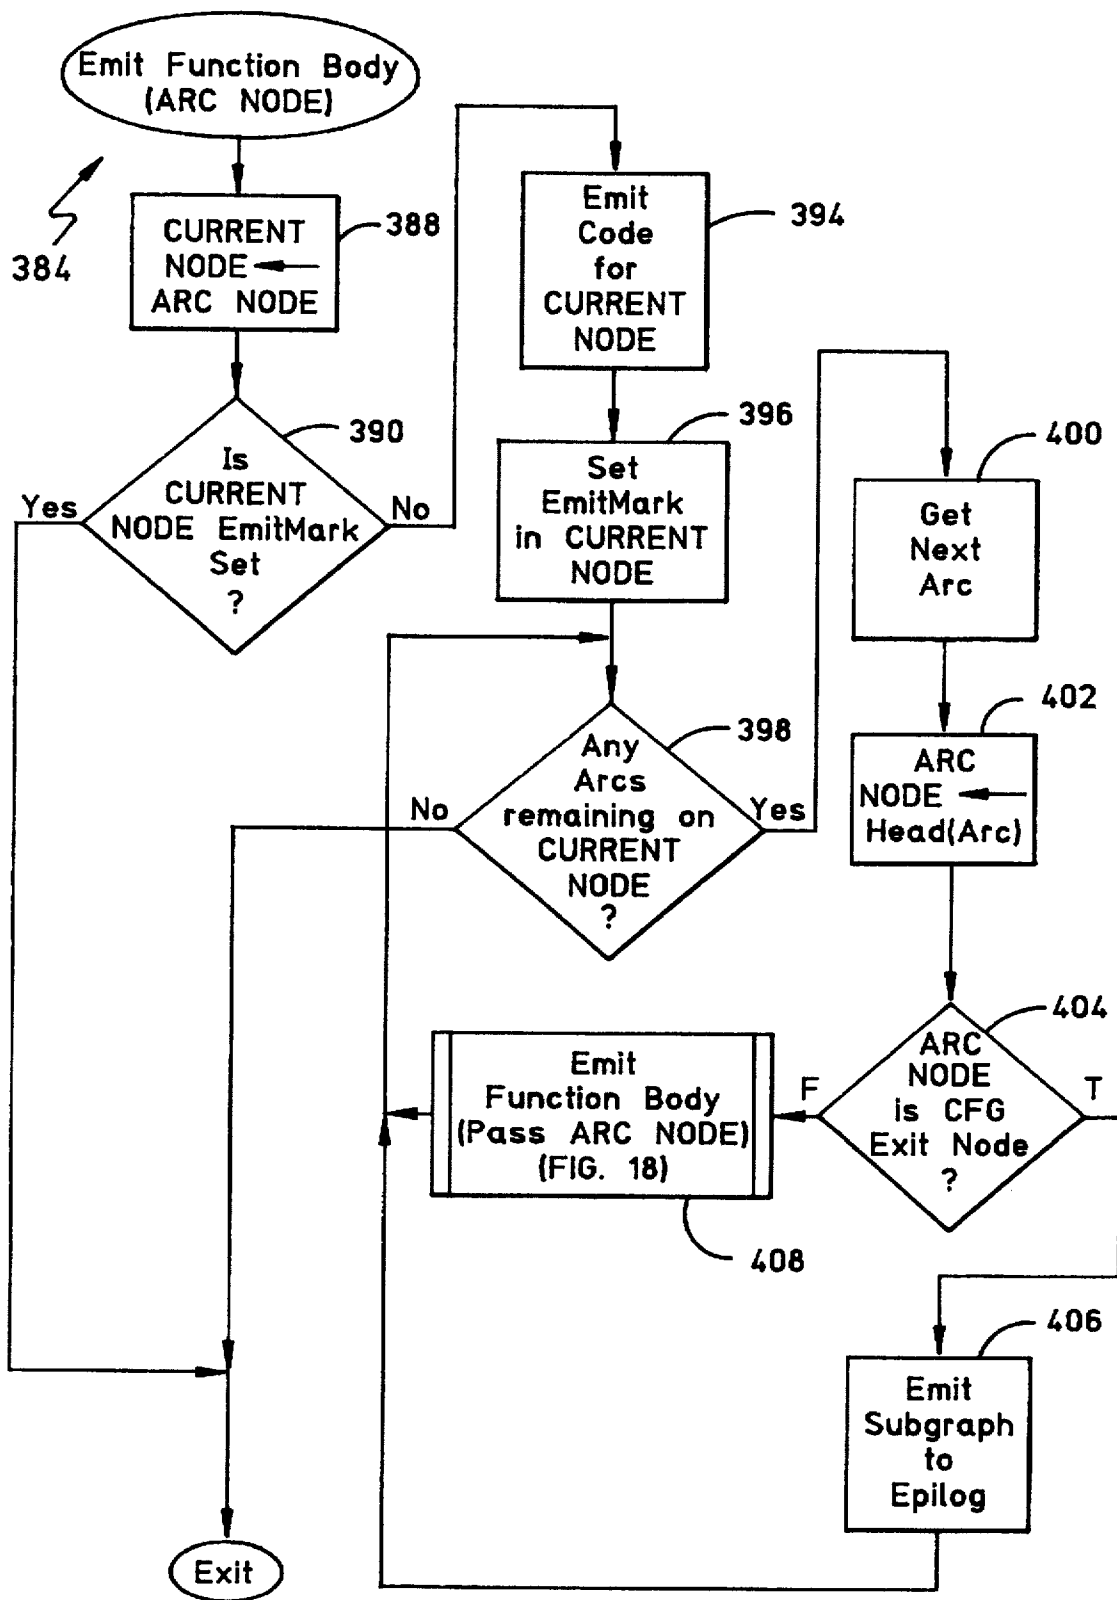 Emit Function Body
(ARC NODE)
384
CURRENT
NODE
ARC NODE
388
Is
CURRENT
NODE EmitMark
Set
?
390
Yes
No
Emit
Code
for
CURRENT
NODE
394
Set
EmitMark
in CURRENT
NODE
396
Any
Arcs
remaining on
CURRENT
NODE
?
398
No
Yes
Get
Next
Arc
400
ARC
NODE
Head(Arc)
402
ARC
NODE
is CFG
Exit Node
?
404
F
T
Emit
Function Body
(Pass ARC NODE)
(FIG. 18)
408
Emit
Subgraph
to
Epilog
406
Exit